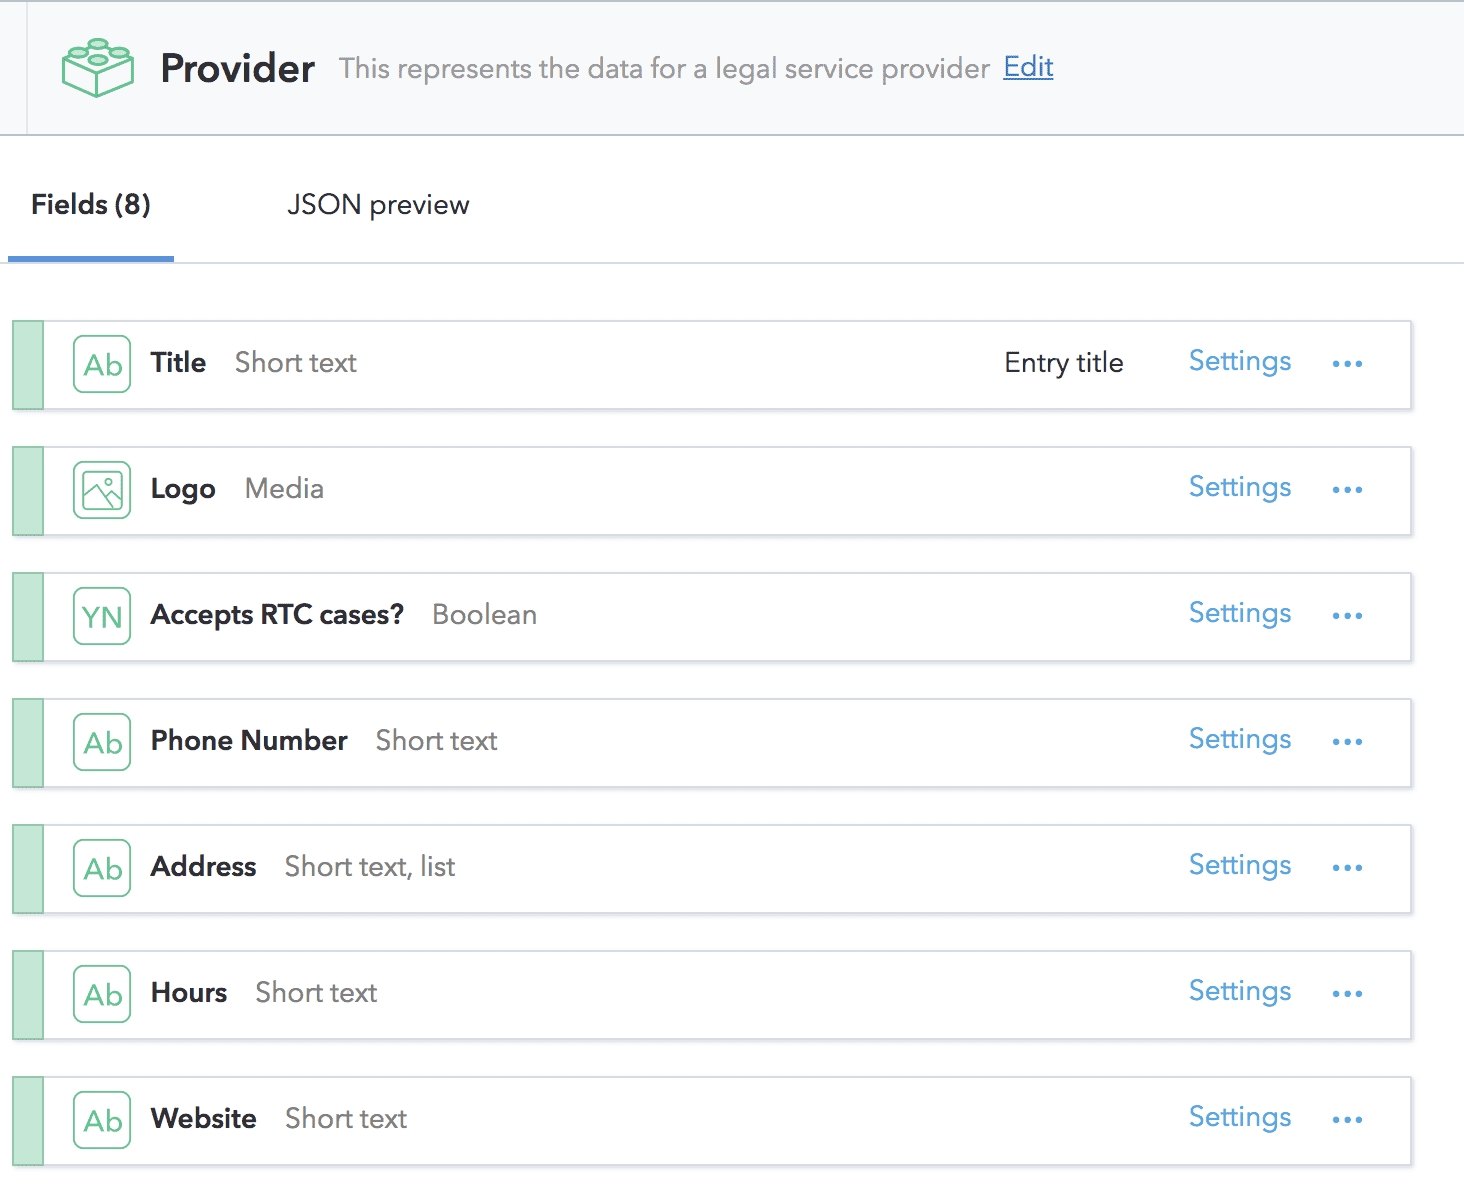 Provider This represents the data for a legal service provider Edit
Fields (8) JSON preview
Ab Title Short text Entry title Settings ...
Logo Media Settings ...
YN Accepts RTC cases? Boolean Settings ...
Ab Phone Number Short text Settings ...
Ab Address Short text, list Settings ...
Ab Hours Short text Settings ...
Ab Website Short text Settings ...